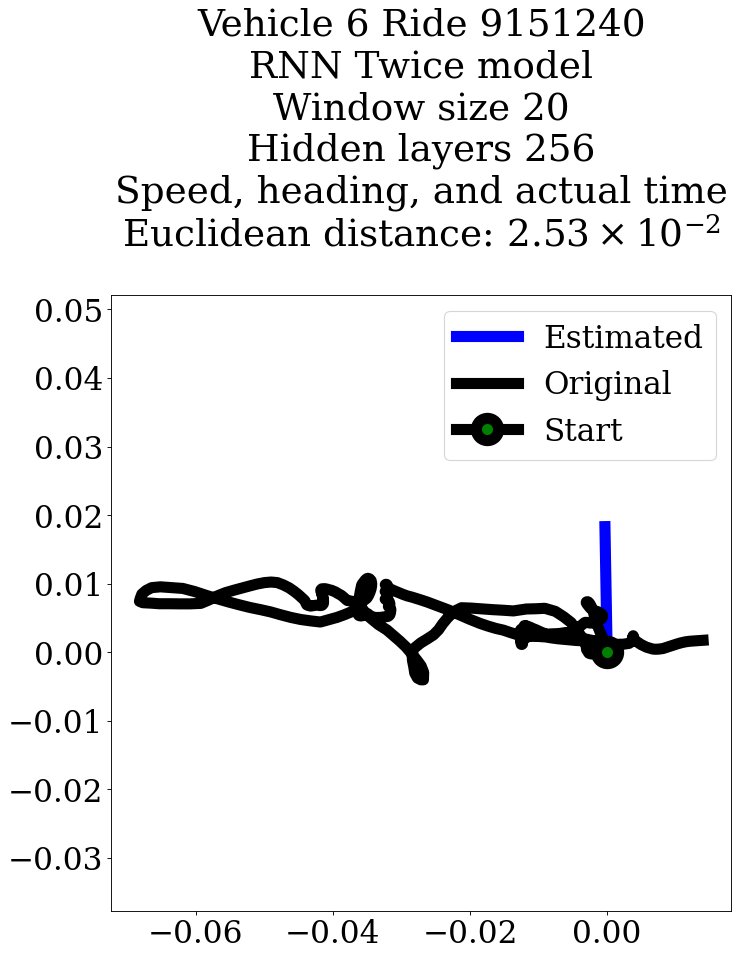 Vehicle 6 Ride 9151240
RNN Twice model
Window size 20
Hidden layers 256
Speed, heading, and actual time
Euclidean distance: 2.53 × 10⁻²
Estimated
Original
Start
0.05
0.04
0.03
0.02
0.01
0.00
−0.01
−0.02
−0.03
−0.06 −0.04 −0.02 0.00